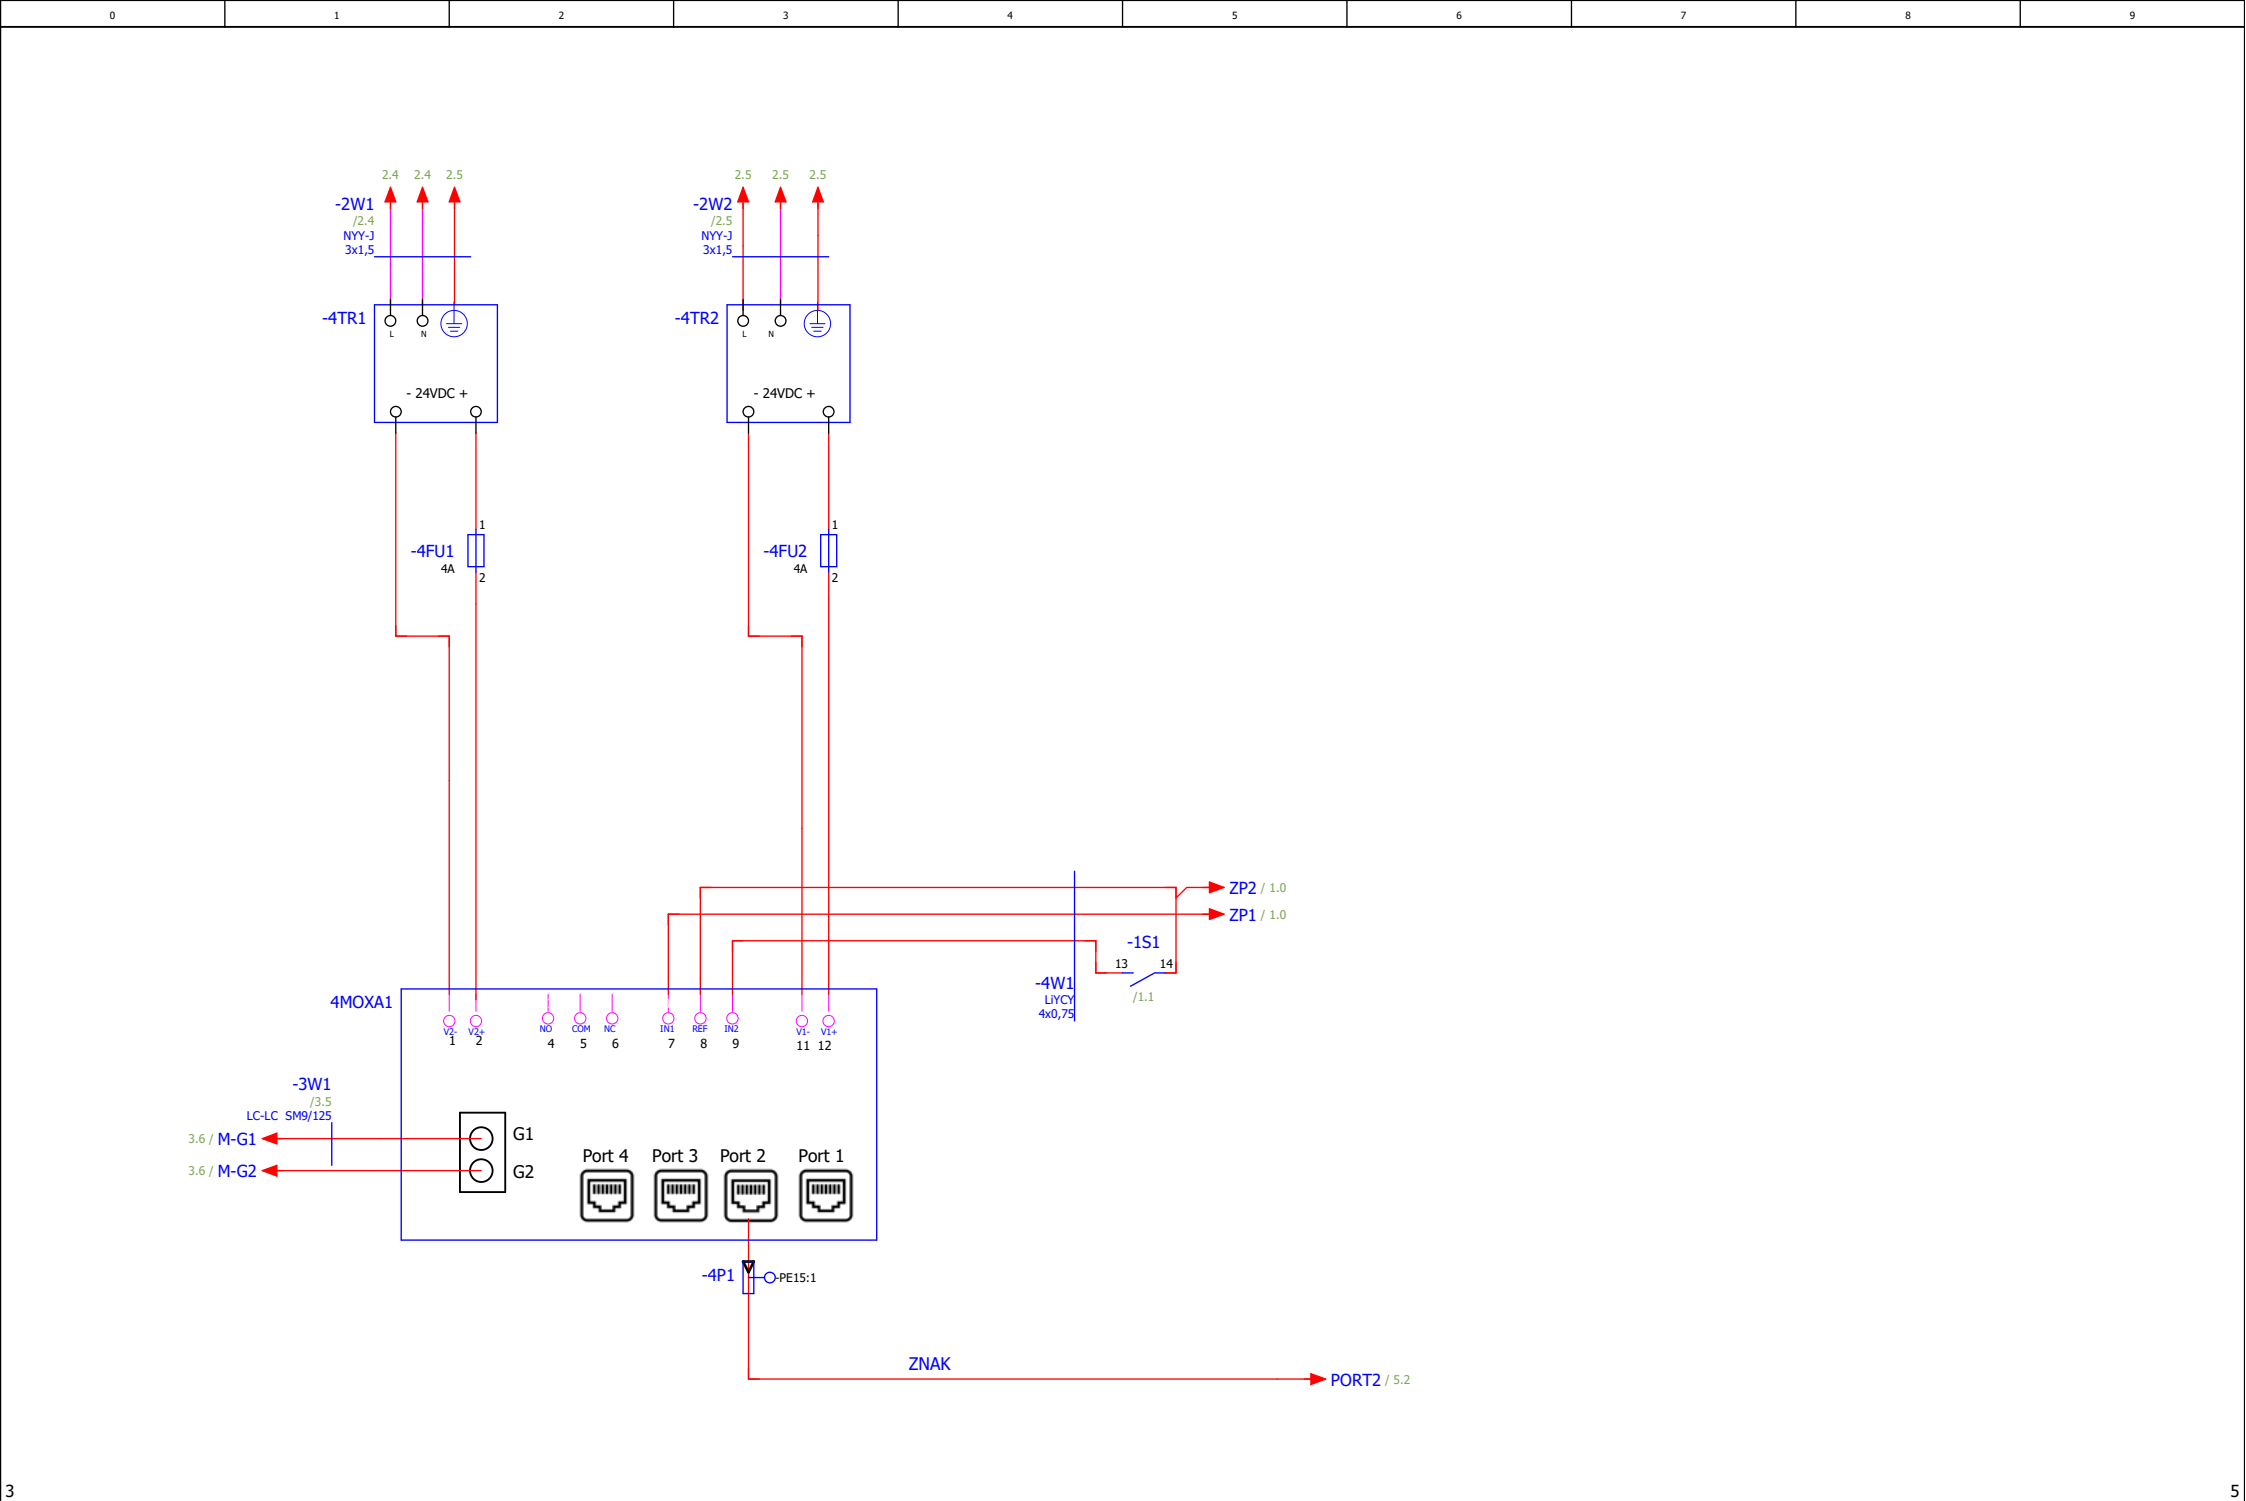 0 1 2 3 4 5 6 7 8 9
2.4 2.4 2.5
-2W1
/2.4
NYY-J
3x1,5
2.5 2.5 2.5
-2W2
/2.5
NYY-J
3x1,5
-4TR1
L N
- 24VDC +
-4TR2
L N
- 24VDC +
1
-4FU1
4A
2
1
-4FU2
4A
2
ZP2 / 1.0
ZP1 / 1.0
-1S1
13 14
/1.1
-4W1
LiYCY
4x0,75
4MOXA1
V2- V2+ NO COM NC IN1 REF IN2 V1- V1+
1 2 4 5 6 7 8 9 11 12
-3W1
/3.5
LC-LC SM9/125
3.6 / M-G1
3.6 / M-G2
G1
G2
Port 4 Port 3 Port 2 Port 1
-4P1
-PE15:1
ZNAK
PORT2 / 5.2
3
5